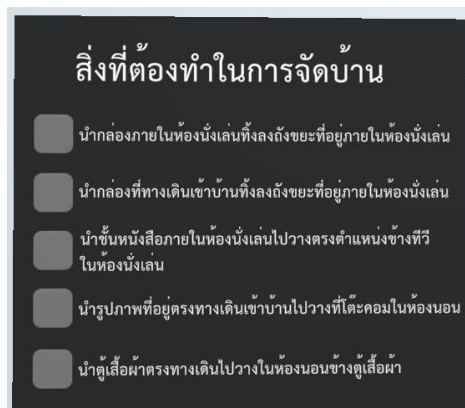 สิ่งที่ต้องทำในการจัดบ้าน
นำกล่องภายในห้องนั่งเล่นทิ้งลงถังขยะที่อยู่ภายในห้องนั่งเล่น
นำกล่องที่ทางเดินเข้าบ้านทิ้งลงถังขยะที่อยู่ภายในห้องนั่งเล่น
นำชั้นหนังสือภายในห้องนั่งเล่นไปวางตรงตำแหน่งข้างทีวี
ในห้องนั่งเล่น
นำรูปภาพที่อยู่ตรงทางเดินเข้าบ้านไปวางที่โต๊ะคอมในห้องนอน
นำตู้เสื้อผ้าตรงทางเดินไปวางในห้องนอนข้างตู้เสื้อผ้า